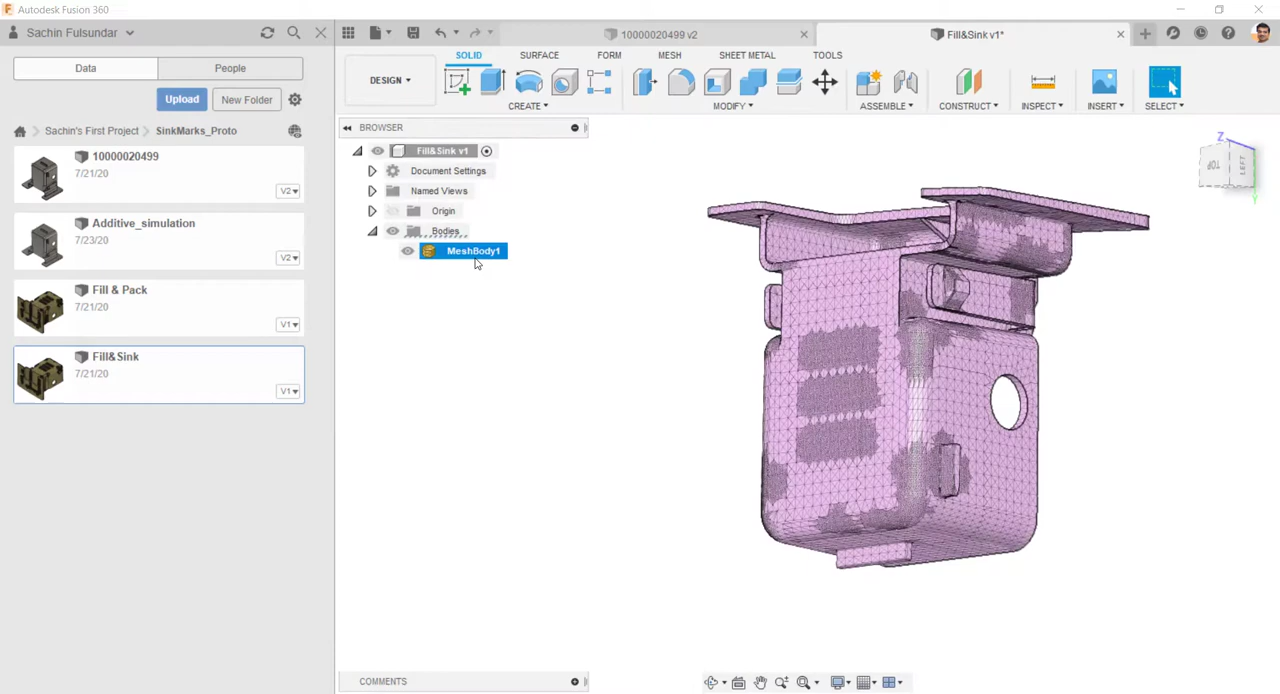 Autodesk Fusion 360
Sachin Fulsundar
10000020499 v2
Fill&Sink v1*
Data
People
Upload
New Folder
Sachin's First Project
SinkMarks_Proto
10000020499
7/21/20
V2
Additive_simulation
7/23/20
V2
Fill & Pack
7/21/20
V1
Fill&Sink
7/21/20
V1
SOLID
SURFACE
FORM
MESH
SHEET METAL
TOOLS
DESIGN
CREATE
MODIFY
ASSEMBLE
CONSTRUCT
INSPECT
INSERT
SELECT
BROWSER
Fill&Sink v1
Document Settings
Named Views
Origin
Bodies
MeshBody1
Z
TOP
LEFT
Y
COMMENTS